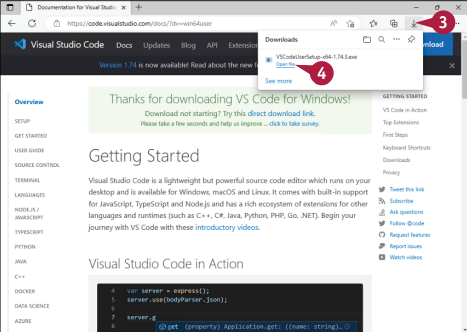 Documentation for Visual Studio
https://code.visualstudio.com/docs/?dv=win64user
3
Visual Studio Code
Docs
Updates
Blog
API
Extensions
Download
Version 1.74 is now available! Read about the new
Downloads
VSCodeUserSetup-x64-1.74.3.exe
Open file
4
See more
Overview
SETUP
GET STARTED
USER GUIDE
SOURCE CONTROL
TERMINAL
LANGUAGES
NODE.JS /
JAVASCRIPT
TYPESCRIPT
PYTHON
JAVA
C++
DOCKER
DATA SCIENCE
AZURE
Thanks for downloading VS Code for Windows!
Download not starting? Try this direct download link.
Please take a few seconds and help us improve ... click to take survey.
Getting Started
Visual Studio Code is a lightweight but powerful source code editor which runs on your
desktop and is available for Windows, macOS and Linux. It comes with built-in support
for JavaScript, TypeScript and Node.js and has a rich ecosystem of extensions for other
languages and runtimes (such as C++, C#, Java, Python, PHP, Go, .NET). Begin your
journey with VS Code with these introductory videos.
Visual Studio Code in Action
4 var server = express();
5 server.use(bodyParser.json);
6
7 server.g
8 get (property) Application.get: {(name: string)…
GETTING STARTED
VS Code in Action
Top Extensions
First Steps
Keyboard Shortcuts
Downloads
Privacy
Tweet this link
Subscribe
Ask questions
Follow @code
Request features
Report issues
Watch videos